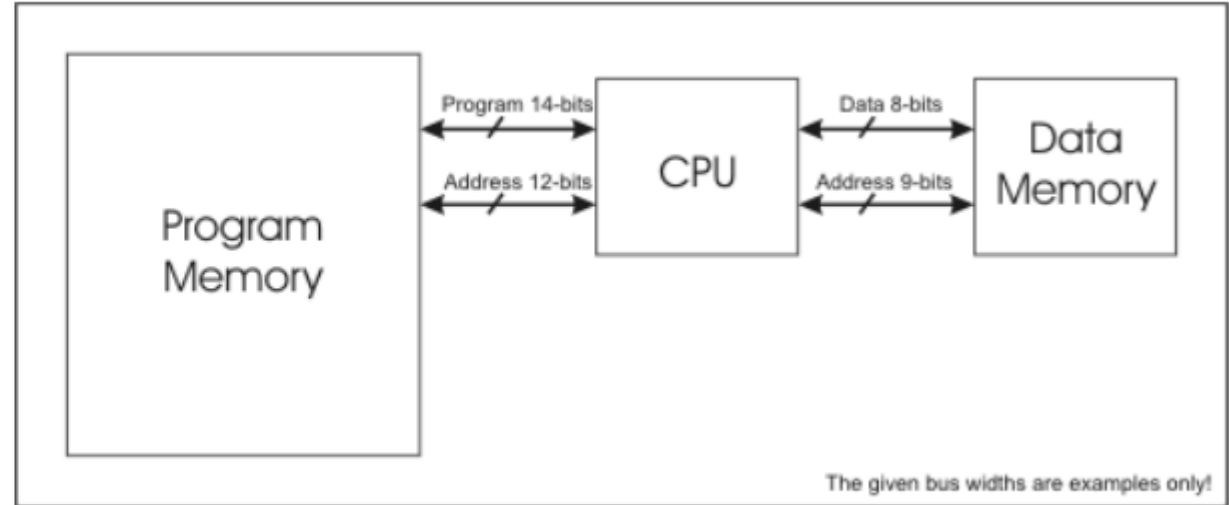 Program 14-bits
Data 8-bits
Address 12-bits
Address 9-bits
Program
Memory
CPU
Data
Memory
The given bus widths are examples only!